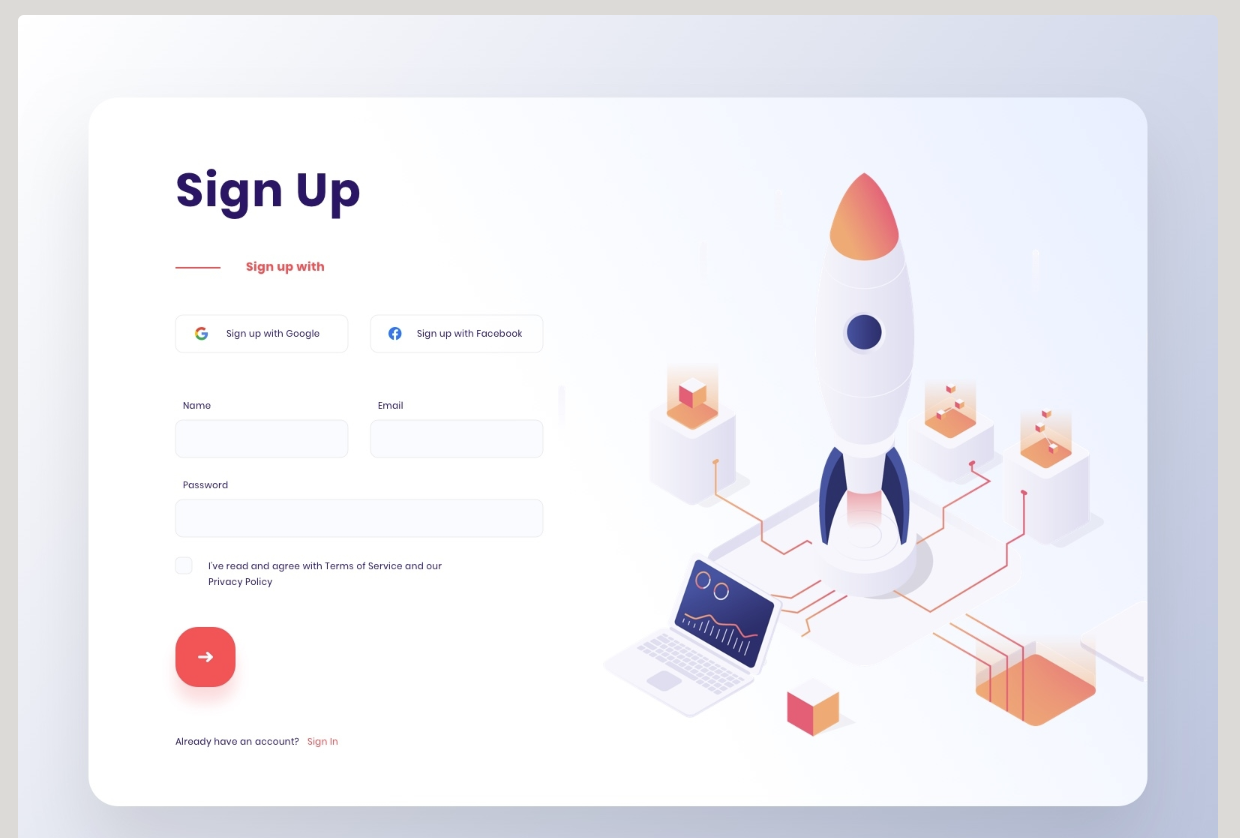 Sign Up
Sign up with
Sign up with Google
Sign up with Facebook
Name
Email
Password
I've read and agree with Terms of Service and our
Privacy Policy
Already have an account? Sign In